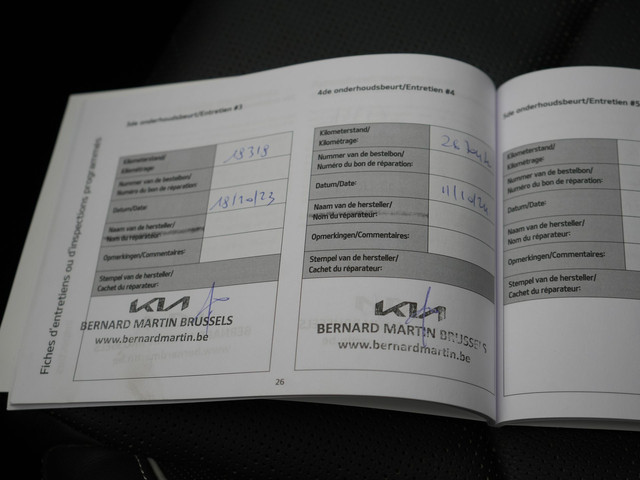 Fiches d'entretiens ou d'inspections programmées
3de onderhoudsbeurt/Entretien #3
Kilometerstand/
Kilométrage:
18318
Nummer van de bestelbon/
Numéro du bon de réparation:
Datum/Date:
18/10/23
Naam van de hersteller/
Nom du réparateur:
Opmerkingen/Commentaires:
Stempel van de hersteller/
Cachet du réparateur:
KIA
BERNARD MARTIN BRUSSELS
www.bernardmartin.be
26
4de onderhoudsbeurt/Entretien #4
Kilometerstand/
Kilométrage:
Nummer van de bestelbon/
Numéro du bon de réparation:
Datum/Date:
11/10/24
Naam van de hersteller/
Nom du réparateur:
Opmerkingen/Commentaires:
Stempel van de hersteller/
Cachet du réparateur:
KIA
BERNARD MARTIN BRUSSELS
www.bernardmartin.be
5de onderhoudsbeurt/Entretien #5
Kilometerstand/
Kilométrage:
Nummer van de bestelbon/
Numéro du bon de réparation:
Datum/Date:
Naam van de hersteller/
Nom du réparateur:
Opmerkingen/Commentaires:
Stempel van de hersteller/
Cachet du réparateur: